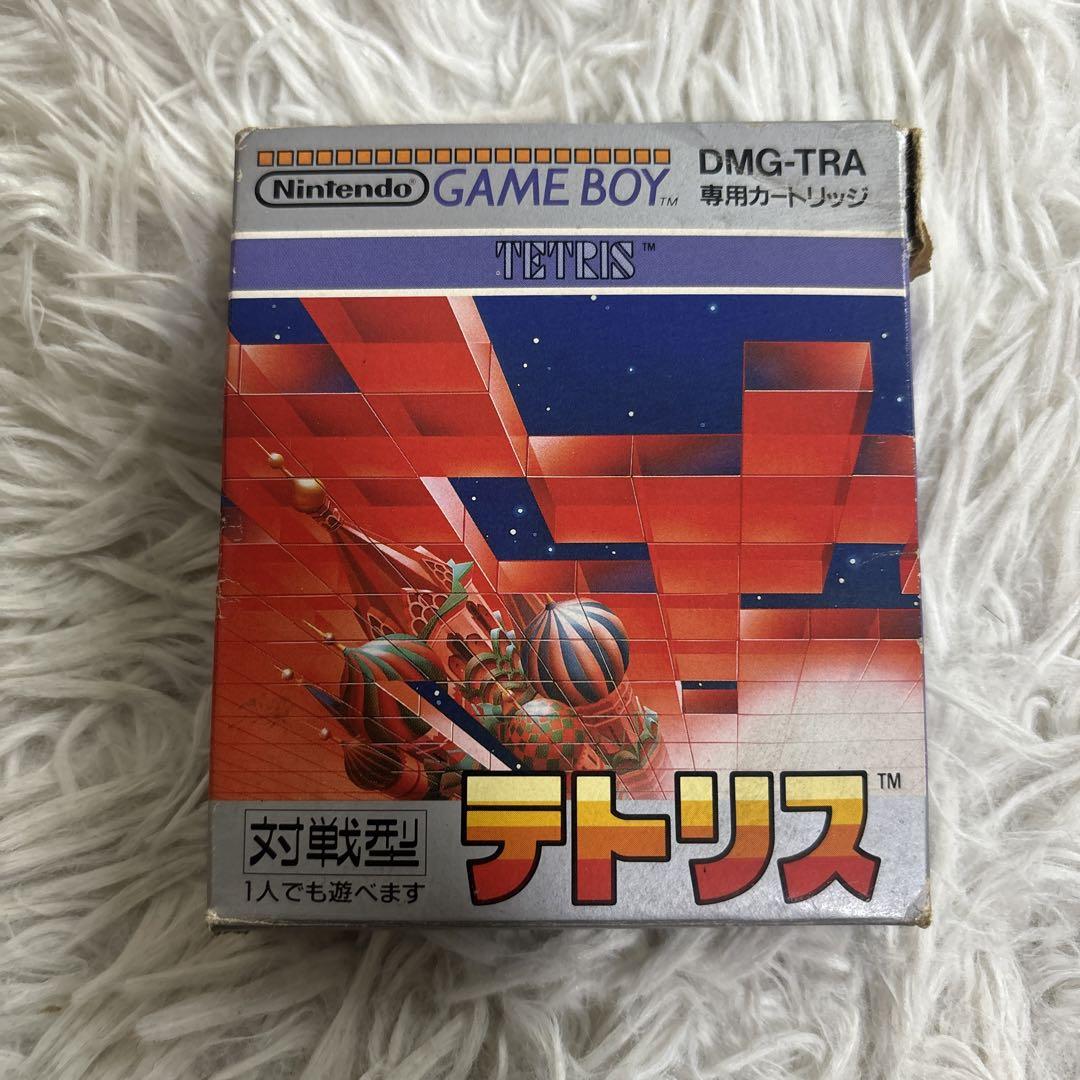 Nintendo® GAME BOY™
DMG-TRA
専用カートリッジ
TETRIS™
対戦型
1人でも遊べます
テトリス™